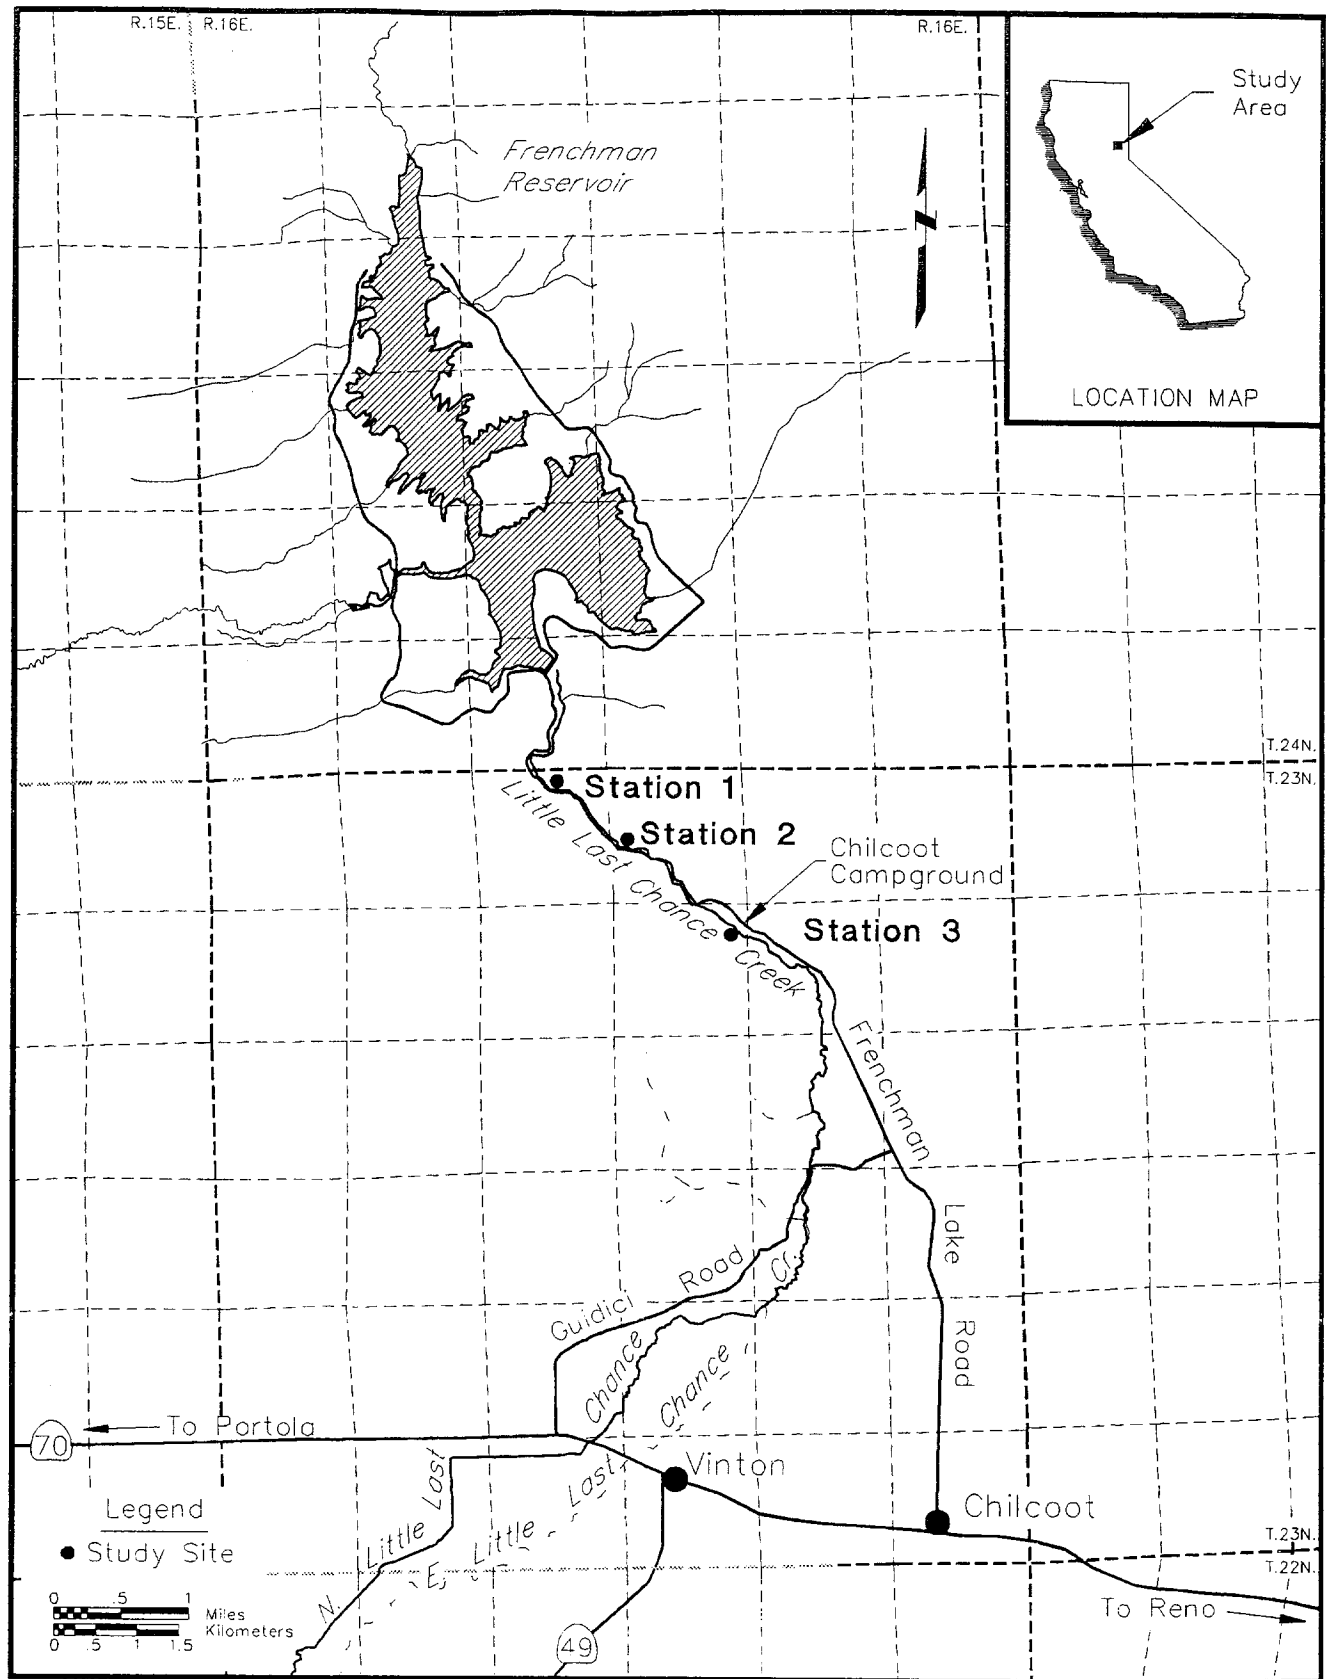 R.15E. R.16E.
R.16E.
Study
Area
LOCATION MAP
Frenchman
Reservoir
N
T.24N.
T.23N.
Station 1
Station 2
Little Last Chance Creek
Chilcoot
Campground
Station 3
Frenchman Lake Road
Guidici Road
N. Little Last Chance Cr.
E. Little Last Chance
70
To Portola
Vinton
Chilcoot
Legend
Study Site
0 .5 1
Miles
Kilometers
0 .5 1 1.5
49
T.23N.
T.22N.
To Reno